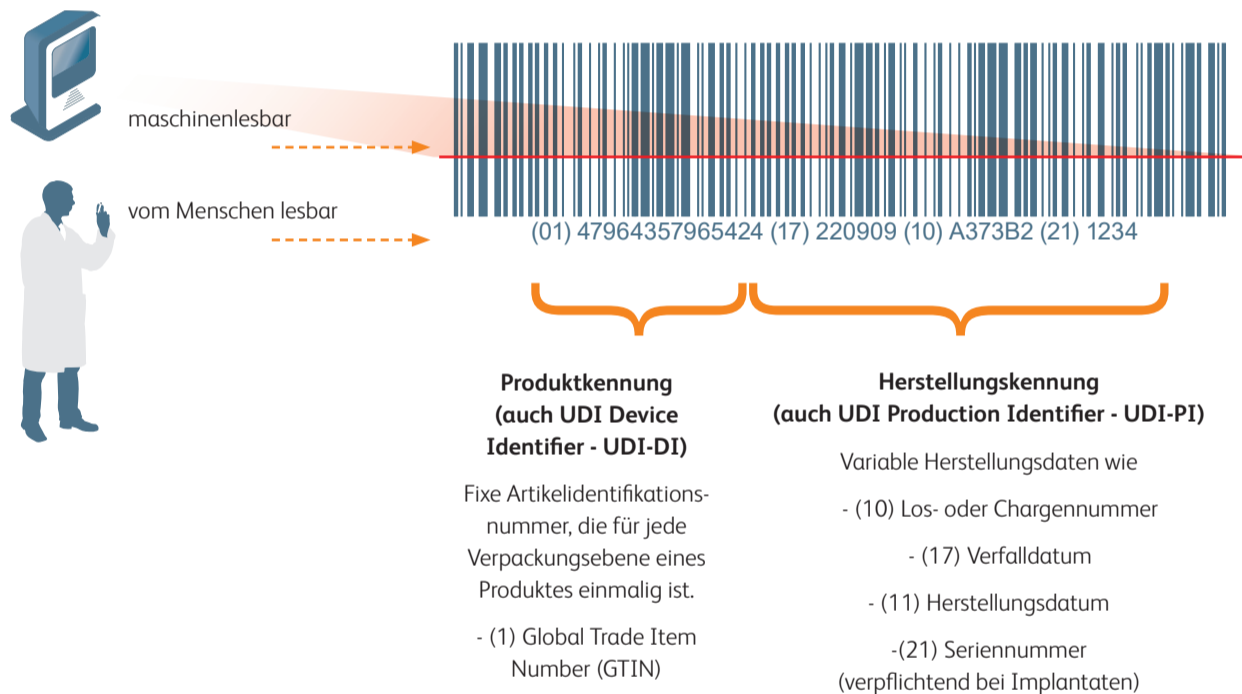 maschinenlesbar
vom Menschen lesbar
(01) 47964357965424 (17) 220909 (10) A373B2 (21) 1234
Produktkennung
(auch UDI Device
Identifier - UDI-DI)
Fixe Artikelidentifikations-
nummer, die für jede
Verpackungsebene eines
Produktes einmalig ist.
- (1) Global Trade Item
Number (GTIN)
Herstellungskennung
(auch UDI Production Identifier - UDI-PI)
Variable Herstellungsdaten wie
- (10) Los- oder Chargennummer
- (17) Verfalldatum
- (11) Herstellungsdatum
-(21) Seriennummer
(verpflichtend bei Implantaten)